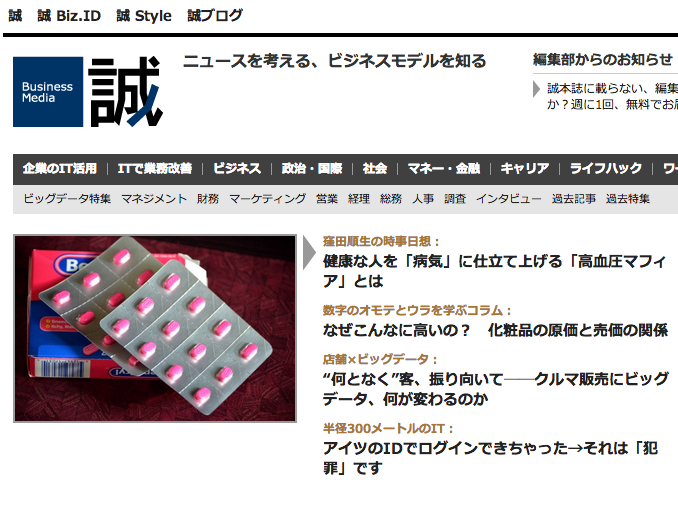 誠　誠 Biz.ID　誠 Style　誠ブログ
Business
Media
誠
ニュースを考える、ビジネスモデルを知る
編集部からのお知らせ
誠本誌に載らない、編集
か？週に1回、無料でお届
企業のIT活用｜ITで業務改善｜ビジネス｜政治・国際｜社会｜マネー・金融｜キャリア｜ライフハック｜ワー
ビッグデータ特集　マネジメント　財務　マーケティング　営業　経理　総務　人事　調査　インタビュー　過去記事　過去特集
窪田順生の時事日想：
健康な人を「病気」に仕立て上げる「高血圧マフィ
ア」とは
数字のオモテとウラを学ぶコラム：
なぜこんなに高いの？　化粧品の原価と売価の関係
店舗×ビッグデータ：
“何となく”客、振り向いて――クルマ販売にビッグ
データ、何が変わるのか
半径300メートルのIT：
アイツのIDでログインできちゃった→それは「犯
罪」です